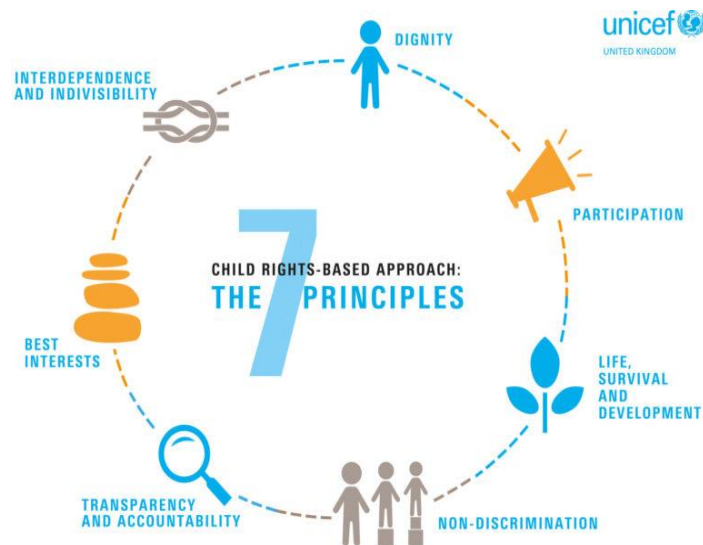 unicef
UNITED KINGDOM
DIGNITY
INTERDEPENDENCE
AND INDIVISIBILITY
PARTICIPATION
7
CHILD RIGHTS-BASED APPROACH:
THE PRINCIPLES
BEST
INTERESTS
LIFE,
SURVIVAL
AND
DEVELOPMENT
TRANSPARENCY
AND ACCOUNTABILITY
NON-DISCRIMINATION